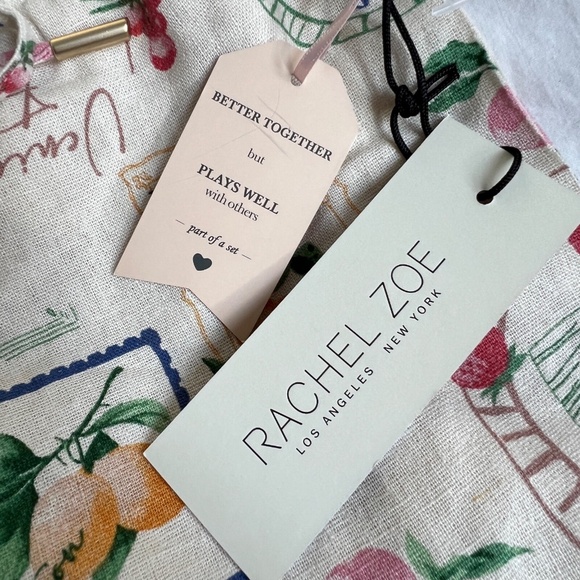 BETTER TOGETHER
but
PLAYS WELL
with others
— part of a set —
RACHEL ZOE
LOS ANGELES NEW YORK